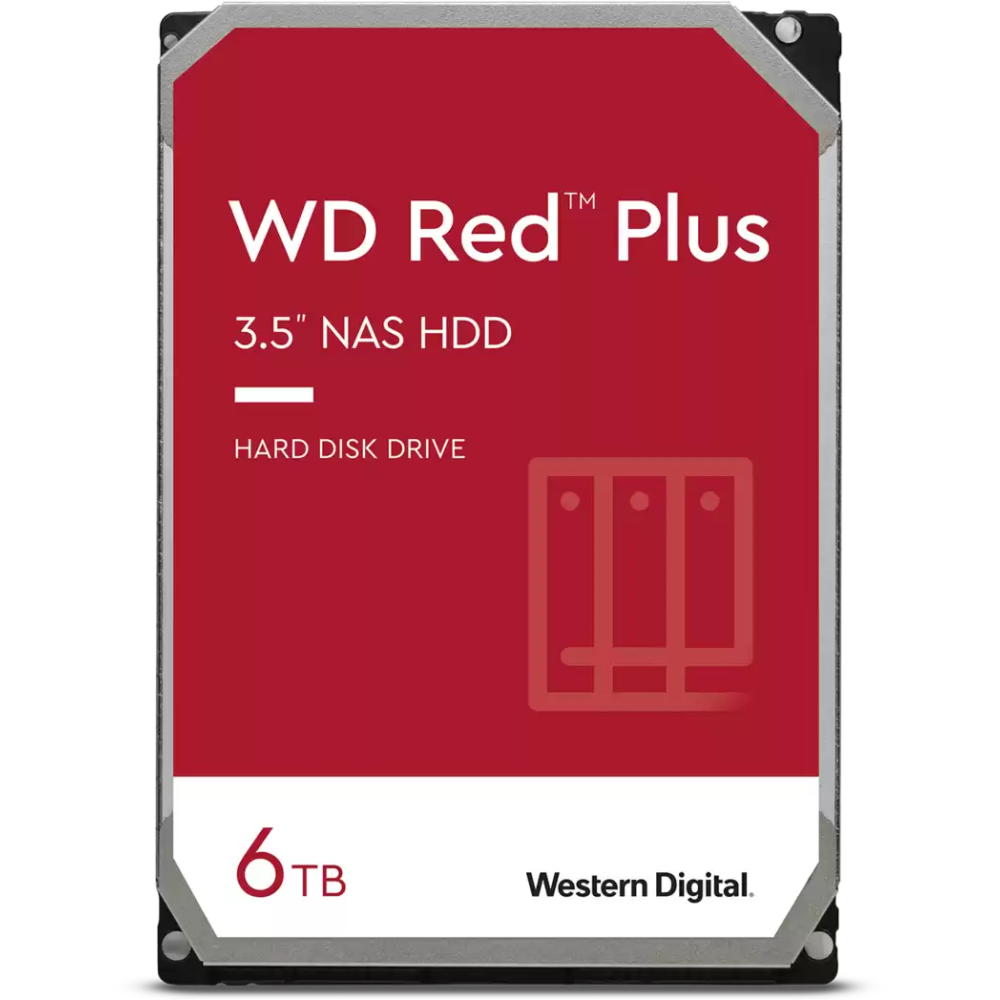 WD Red™ Plus
3.5" NAS HDD
HARD DISK DRIVE
6TB
Western Digital.